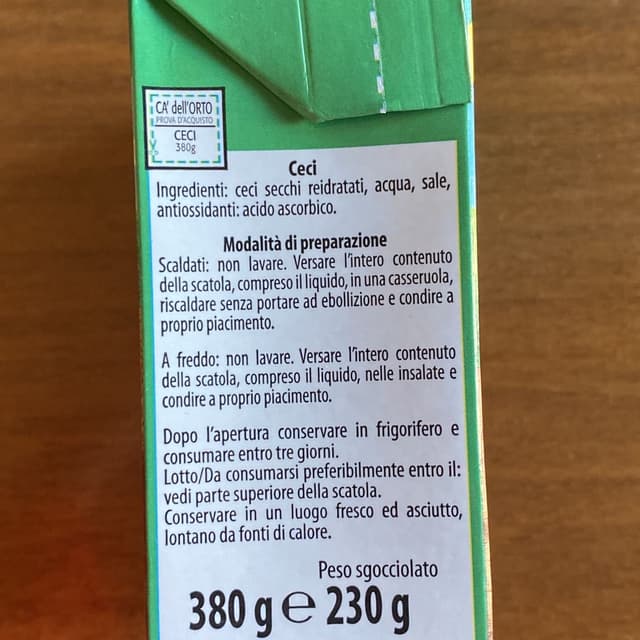 CA' dell'ORTO
PROVA D'ACQUISTO
CECI
380g
Ceci
Ingredienti: ceci secchi reidratati, acqua, sale,
antiossidanti: acido ascorbico.
Modalità di preparazione
Scaldati: non lavare. Versare l'intero contenuto
della scatola, compreso il liquido, in una casseruola,
riscaldare senza portare ad ebollizione e condire a
proprio piacimento.
A freddo: non lavare. Versare l'intero contenuto
della scatola, compreso il liquido, nelle insalate e
condire a proprio piacimento.
Dopo l'apertura conservare in frigorifero e
consumare entro tre giorni.
Lotto/Da consumarsi preferibilmente entro il:
vedi parte superiore della scatola.
Conservare in un luogo fresco ed asciutto,
lontano da fonti di calore.
Peso sgocciolato
380 g e 230 g